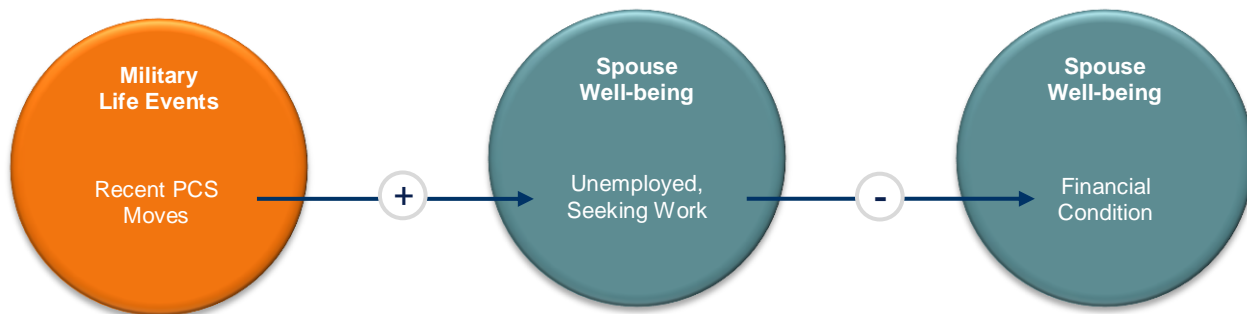 Military
Life Events
Recent PCS
Moves
+
Spouse
Well-being
Unemployed,
Seeking Work
-
Spouse
Well-being
Financial
Condition